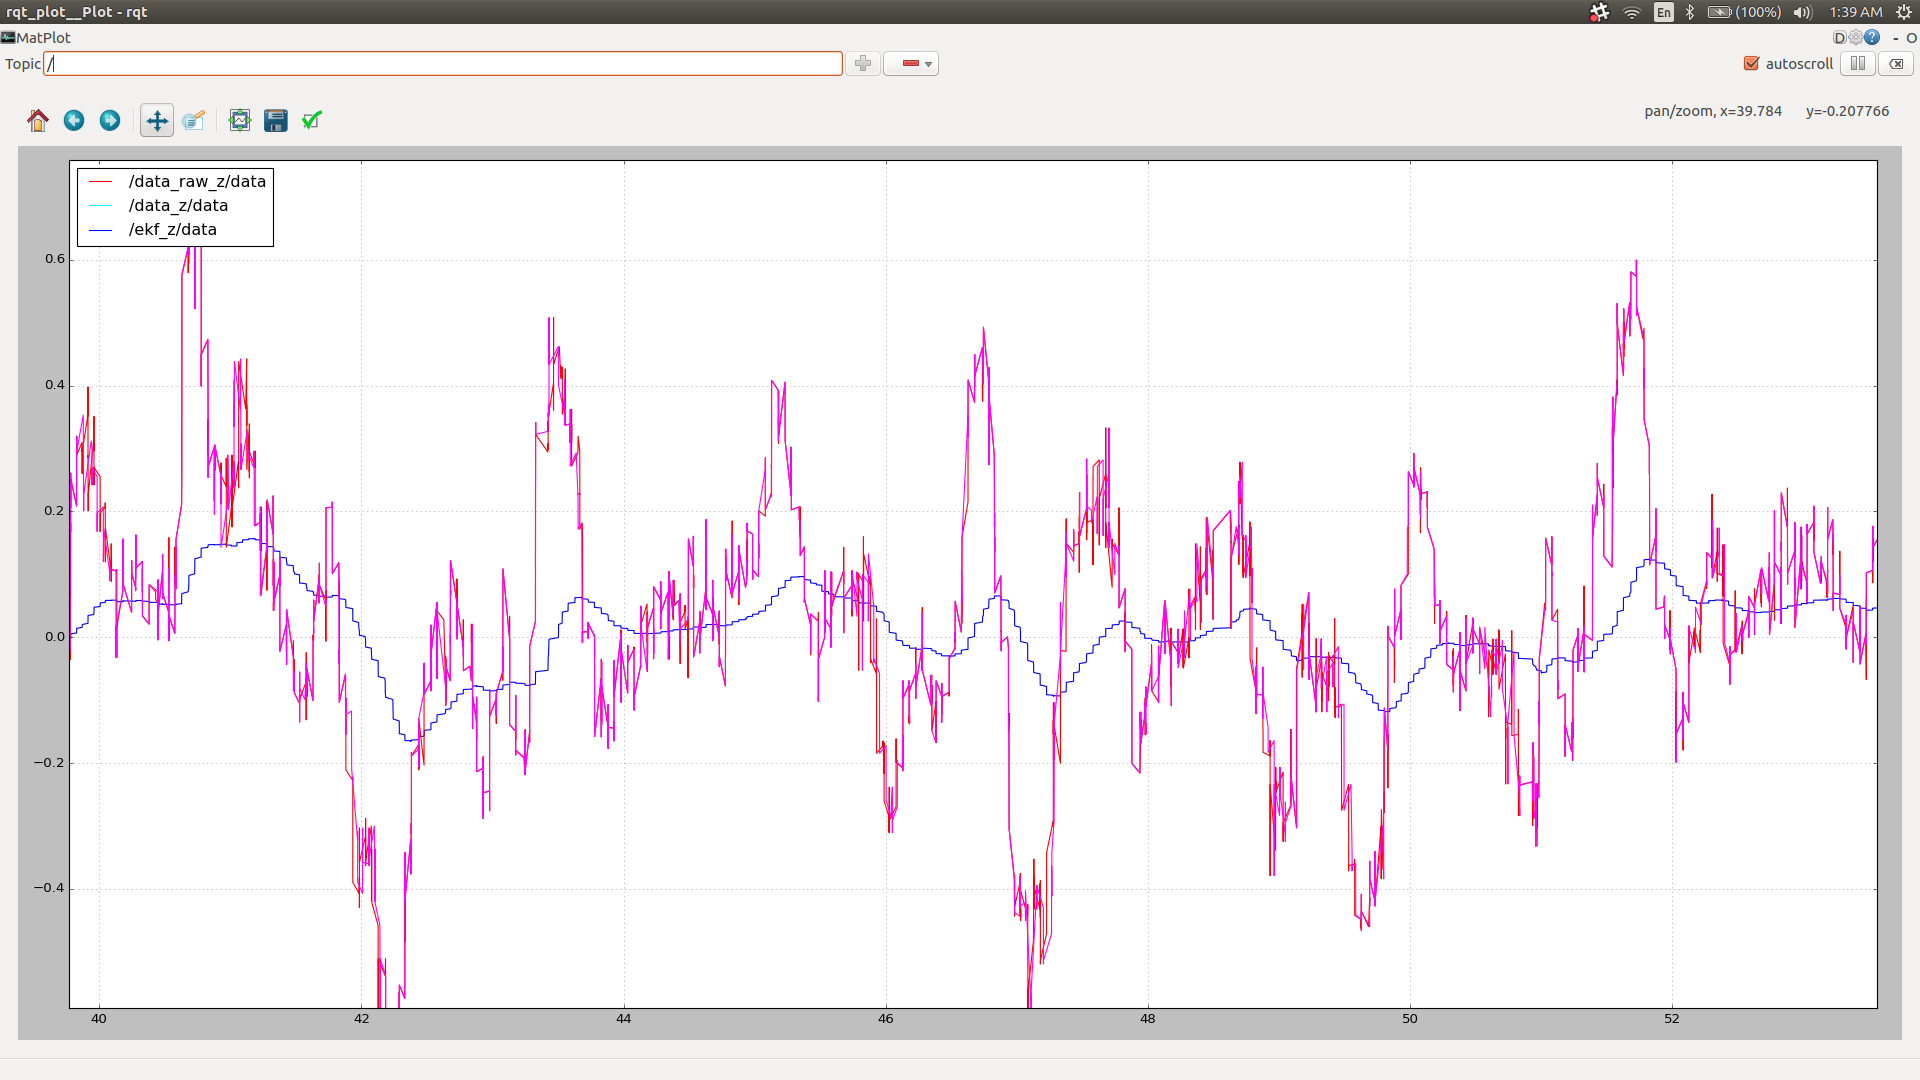 rqt_plot__Plot - rqt
En (100%) 1:39 AM
MatPlot
D - O
Topic / autoscroll
pan/zoom, x=39.784 y=-0.207766
/data_raw_z/data
/data_z/data
/ekf_z/data
0.6
0.4
0.2
0.0
−0.2
−0.4
40 42 44 46 48 50 52